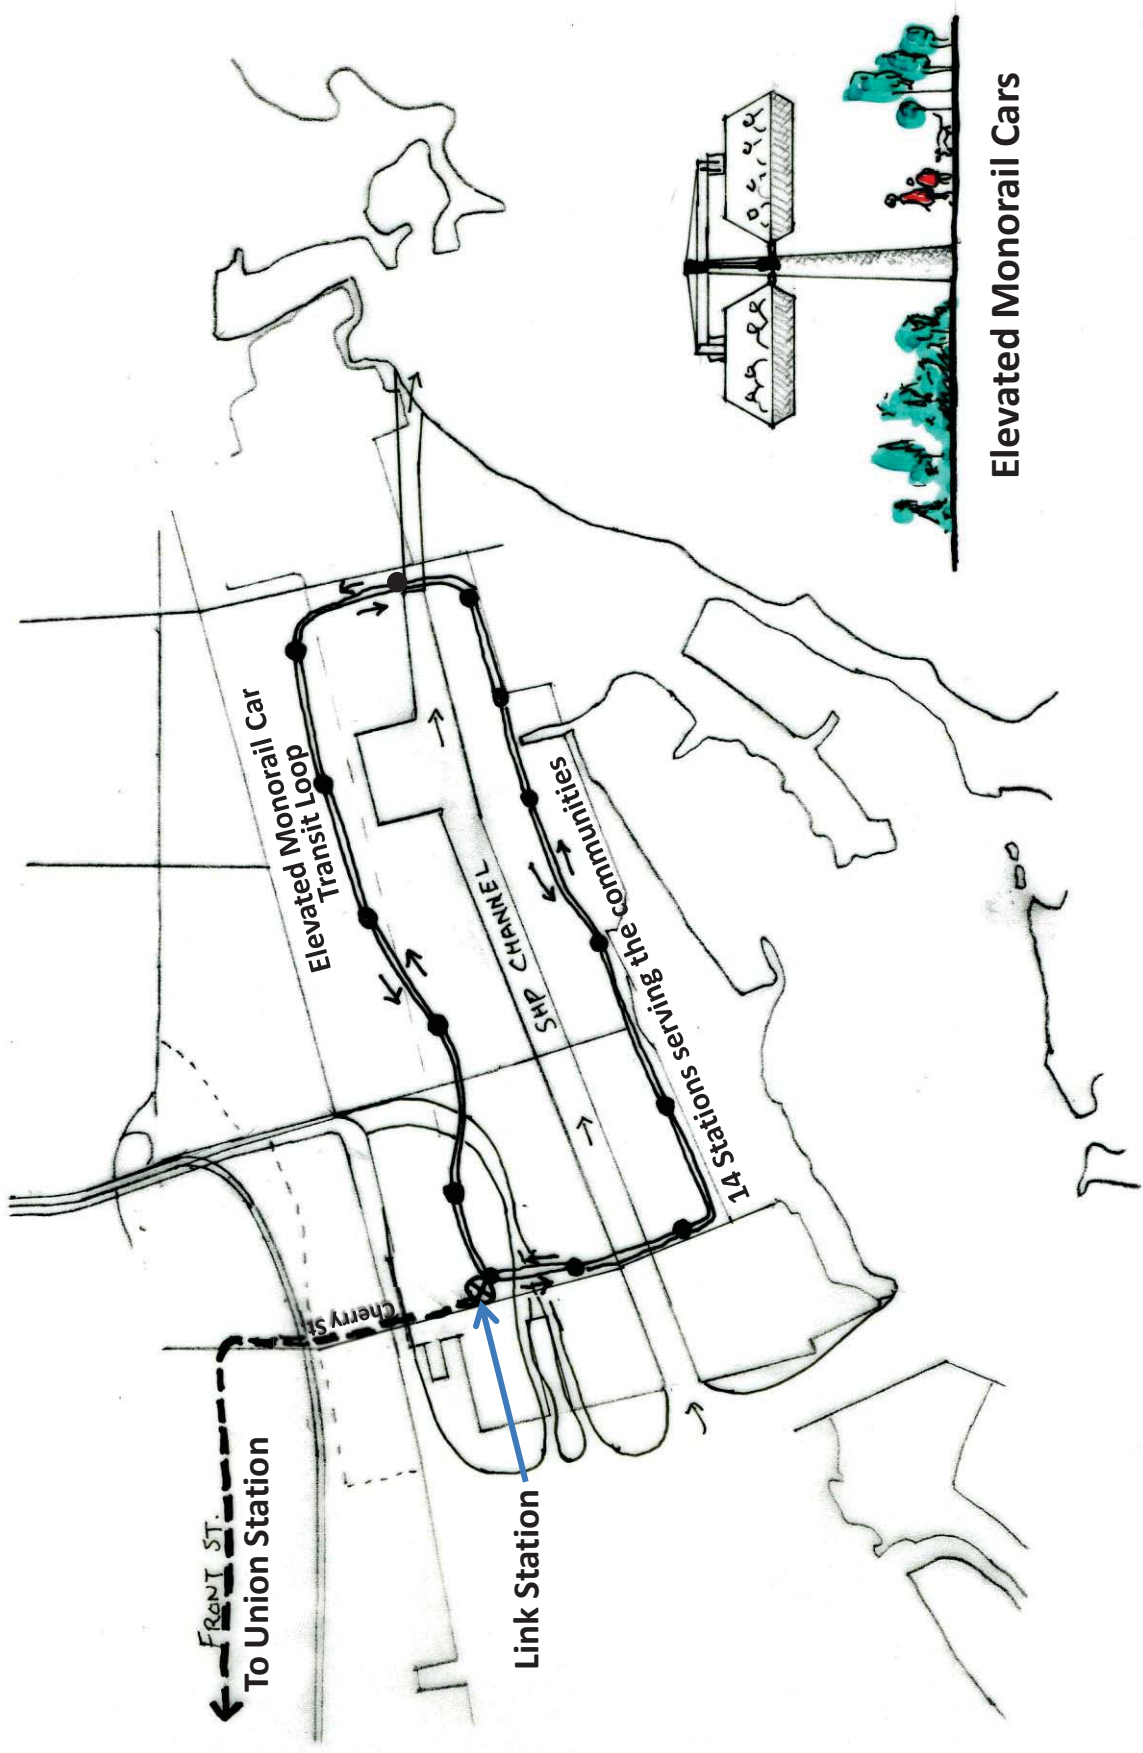 FRONT ST.
To Union Station
Cherry St
Link Station
Elevated Monorail Car
Transit Loop
SHP CHANNEL
14 Stations serving the communities
Elevated Monorail Cars